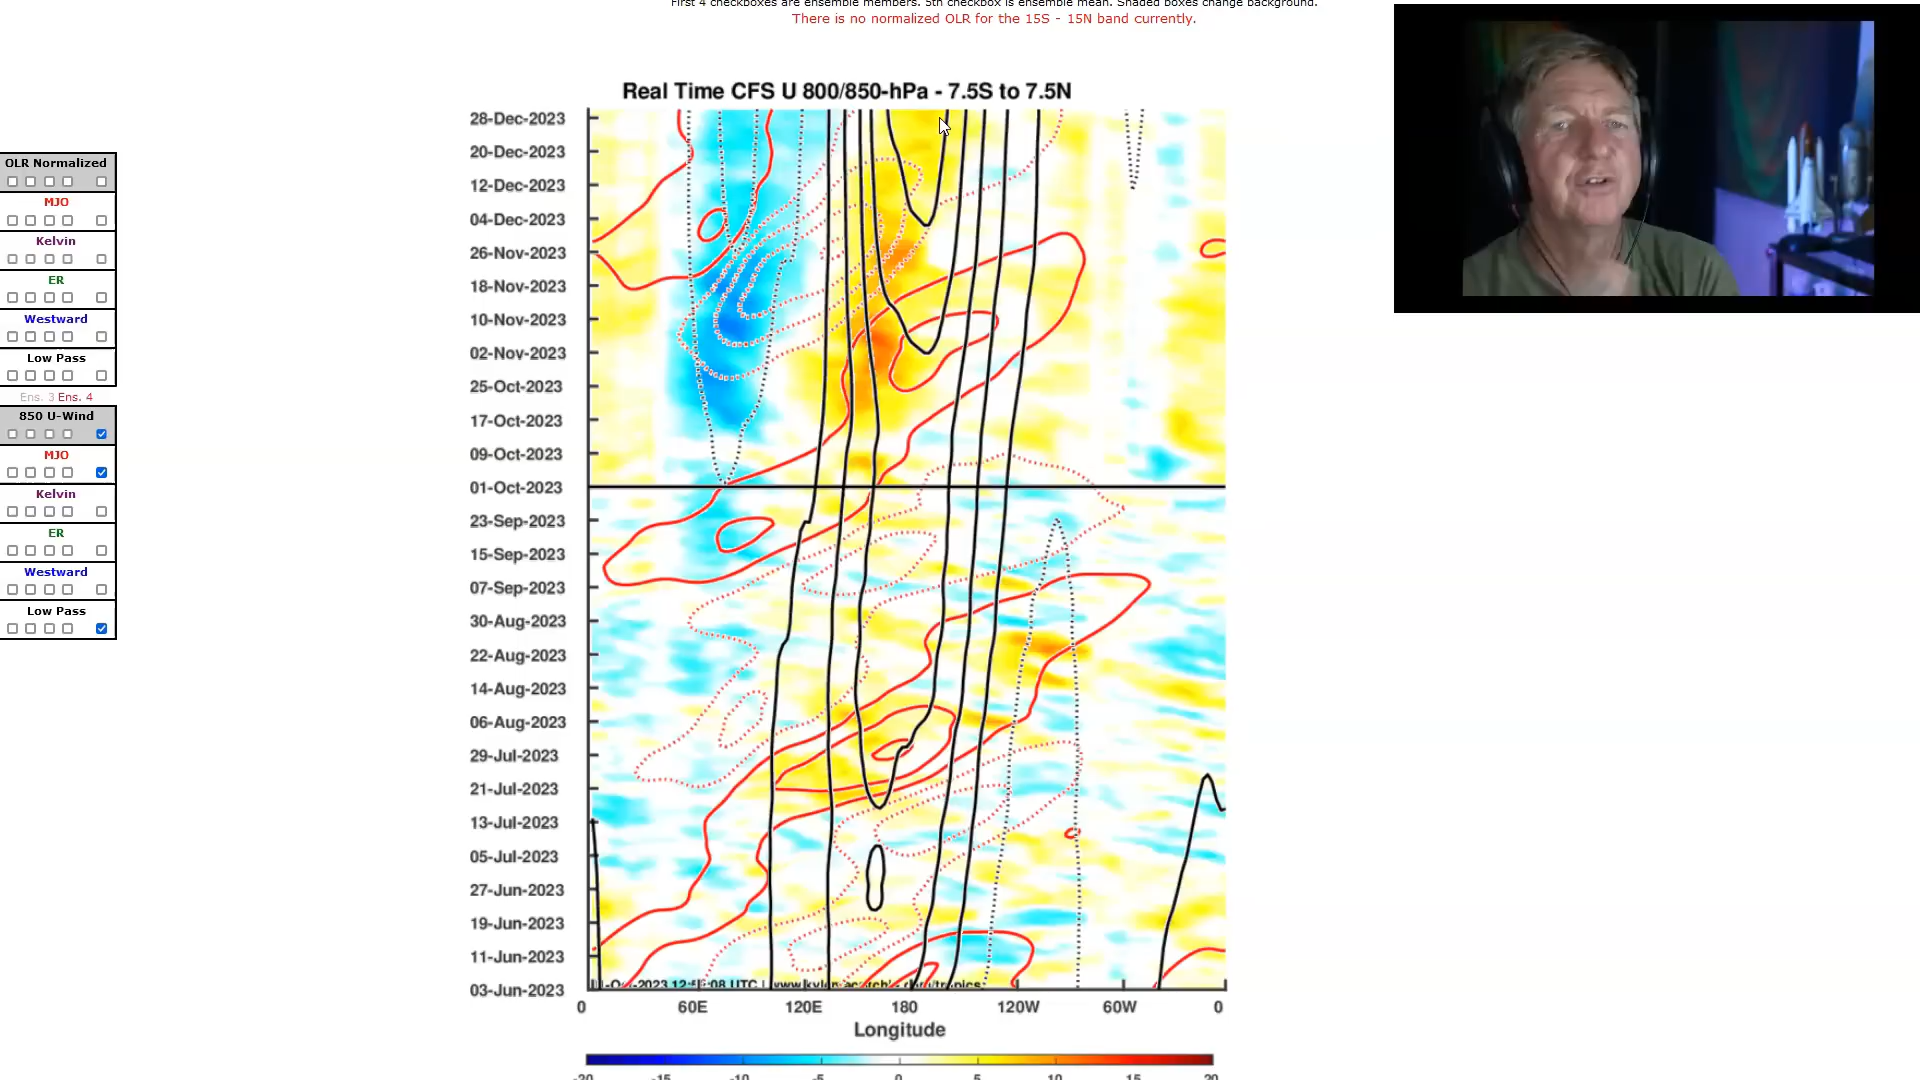 First 4 checkboxes are ensemble members. 5th checkbox is ensemble mean. Shaded boxes change background.
There is no normalized OLR for the 15S - 15N band currently.
Real Time CFS U 800/850-hPa - 7.5S to 7.5N
28-Dec-2023
20-Dec-2023
12-Dec-2023
04-Dec-2023
26-Nov-2023
18-Nov-2023
10-Nov-2023
02-Nov-2023
25-Oct-2023
17-Oct-2023
09-Oct-2023
01-Oct-2023
23-Sep-2023
15-Sep-2023
07-Sep-2023
30-Aug-2023
22-Aug-2023
14-Aug-2023
06-Aug-2023
29-Jul-2023
21-Jul-2023
13-Jul-2023
05-Jul-2023
27-Jun-2023
19-Jun-2023
11-Jun-2023
03-Jun-2023
0 60E 120E 180 120W 60W 0
Longitude
-20 -15 -10 -5 0 5 10 15 20
OLR Normalized
MJO
Kelvin
ER
Westward
Low Pass
Ens. 3 Ens. 4
850 U-Wind
MJO
Kelvin
ER
Westward
Low Pass